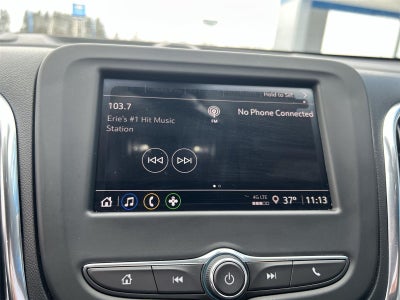 Hold to Set
103.7
FM
No Phone Connected
Erie's #1 Hit Music
Station
4G LTE
37°
11:13